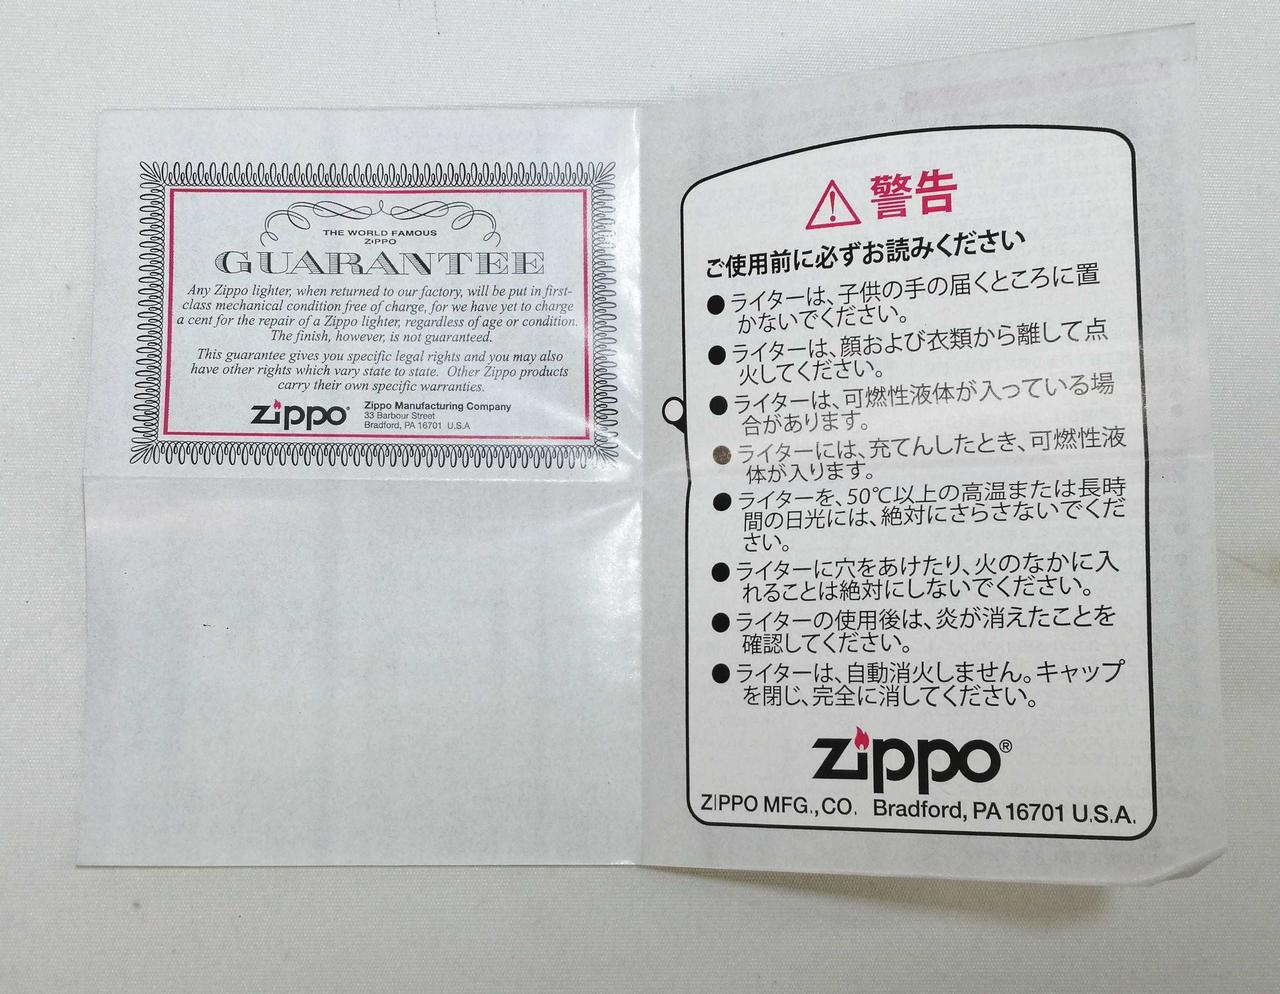 THE WORLD FAMOUS
ZIPPO
GUARANTEE
Any Zippo lighter, when returned to our factory, will be put in first-
class mechanical condition free of charge, for we have yet to charge
a cent for the repair of a Zippo lighter, regardless of age or condition.
The finish, however, is not guaranteed.
This guarantee gives you specific legal rights and you may also
have other rights which vary state to state. Other Zippo products
carry their own specific warranties.
zippo®
Zippo Manufacturing Company
33 Barbour Street
Bradford, PA 16701 U.S.A
警告
ご使用前に必ずお読みください
●ライターは、子供の手の届くところに置
かないでください。
●ライターは、顔および衣類から離して点
火してください。
●ライターは、可燃性液体が入っている場
合があります。
●ライターには、充てんしたとき、可燃性液
体が入ります。
●ライターを、50℃以上の高温または長時
間の日光には、絶対にさらさないでくだ
さい。
●ライターに穴をあけたり、火のなかに入
れることは絶対にしないでください。
●ライターの使用後は、炎が消えたことを
確認してください。
●ライターは、自動消火しません。キャップ
を閉じ、完全に消してください。
zippo®
ZIPPO MFG.,CO. Bradford, PA 16701 U.S.A.